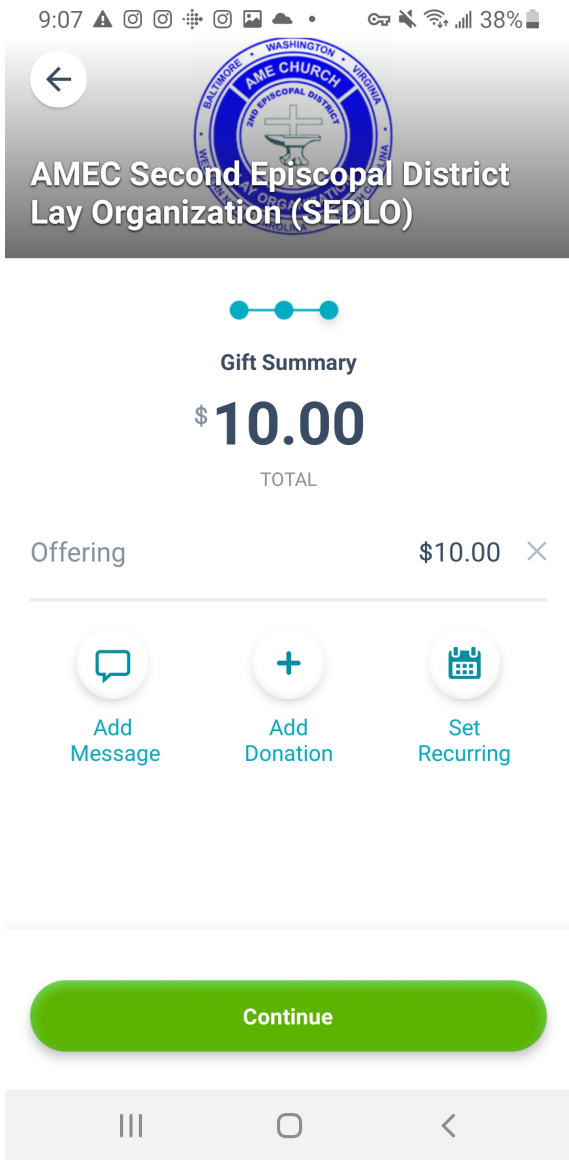 9:07
38%
BALTIMORE • WASHINGTON • VIRGINIA
AME CHURCH
2ND EPISCOPAL DISTRICT
AMEC Second Episcopal District
Lay Organization (SEDLO)
Gift Summary
$10.00
TOTAL
Offering $10.00
Add Message
Add Donation
Set Recurring
Continue